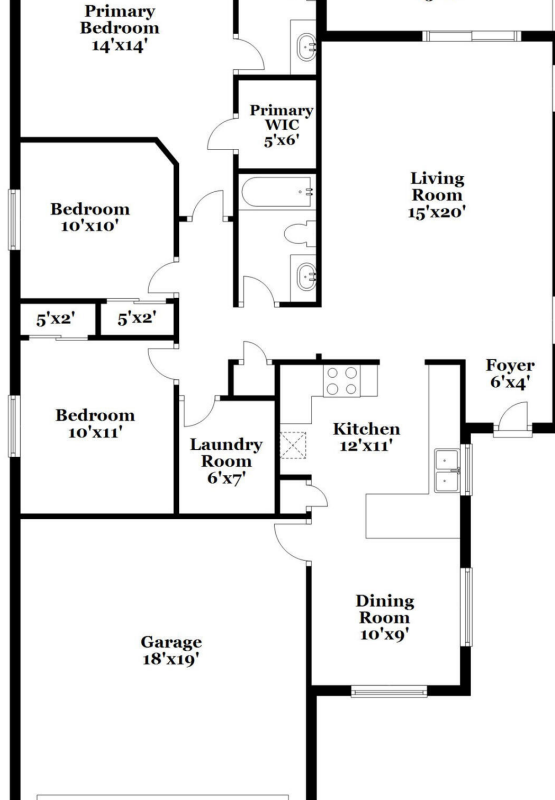 Primary
Bedroom
14'x14'
Primary
WIC
5'x6'
Living
Room
15'x20'
Bedroom
10'x10'
5'x2'
5'x2'
Foyer
6'x4'
Bedroom
10'x11'
Kitchen
12'x11'
Laundry
Room
6'x7'
Dining
Room
10'x9'
Garage
18'x19'